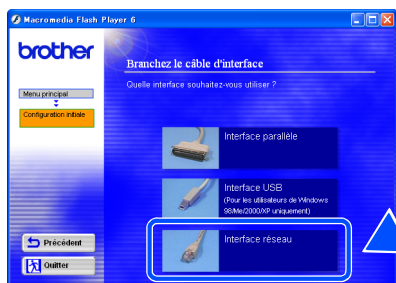 Macromedia Flash Player 6
brother
Menu principal
Configuration initiale
Branchez le câble d'interface
Quelle interface souhaitez-vous utiliser ?
Interface parallèle
Interface USB
(Pour les utilisateurs de Windows
98/Me/2000/XP uniquement)
Interface réseau
Précédent
Quitter